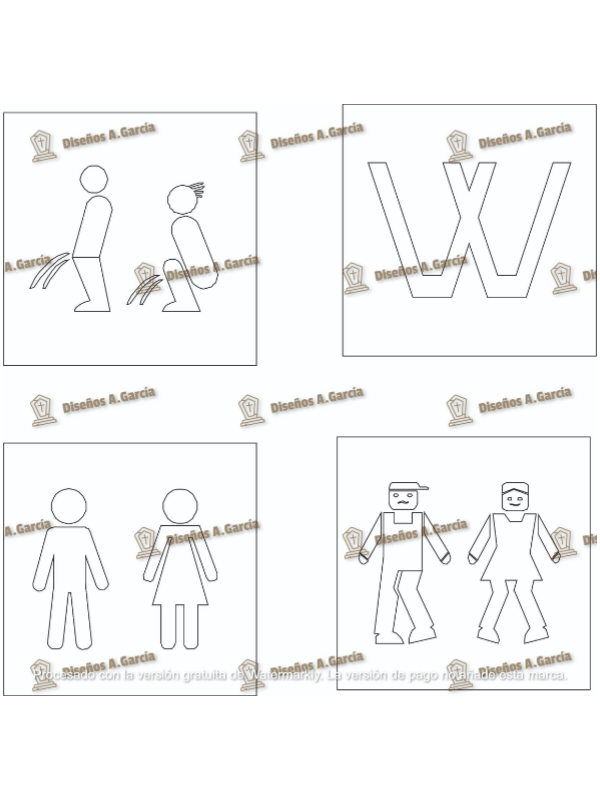 Diseños A.García Diseños A.García Diseños A.García
W
A.García Diseños A.García Diseños A.García
Diseños A.García Diseños A.García Diseños A.García
A.García Diseños A.García Diseños A.García
Diseños A.García Diseños A.García Diseños A.García
Procesado con la versión gratuita de Watermarkly. La versión de pago no añade esta marca.